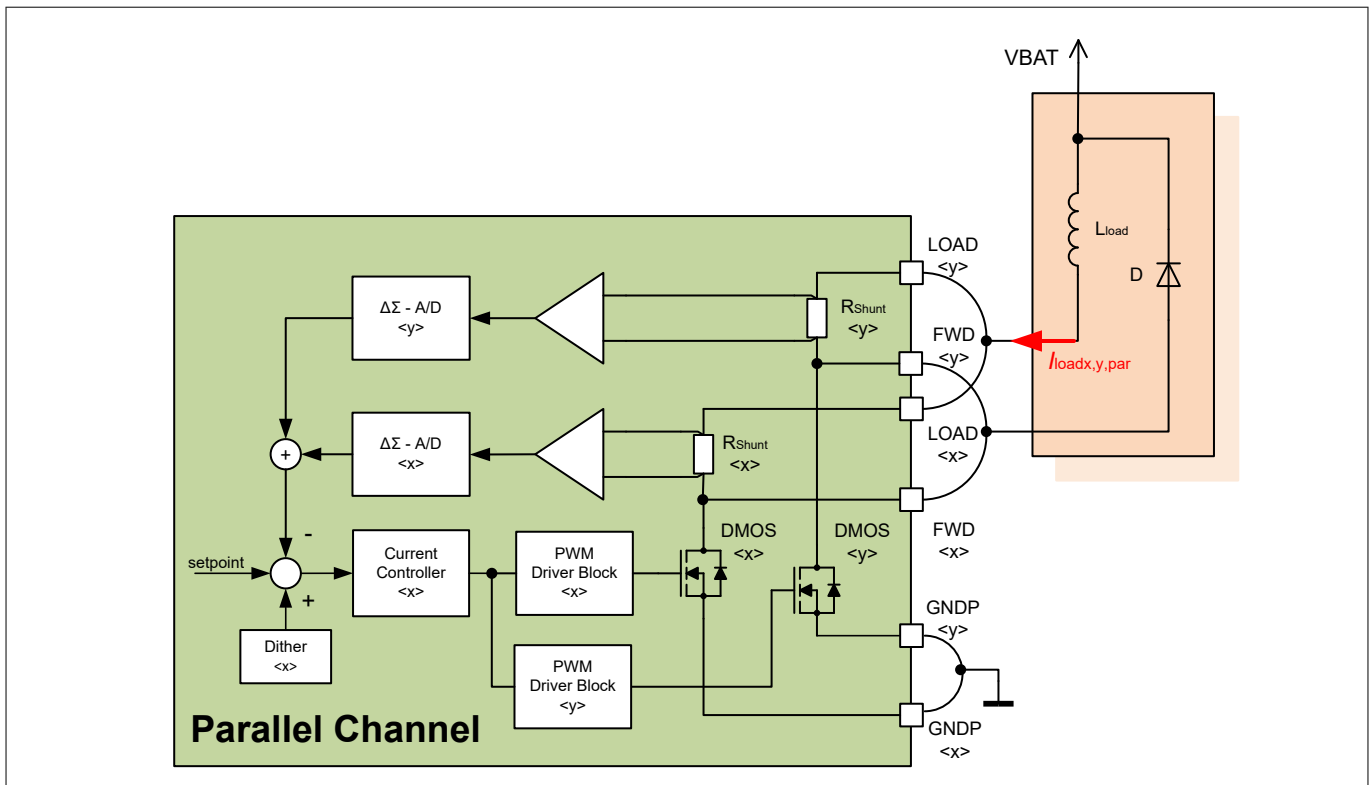 VBAT
Lload
D
LOAD
<y>
ΔΣ - A/D
<y>
RShunt
<y>
FWD
<y>
Iloadx,y,par
ΔΣ - A/D
<x>
RShunt
<x>
LOAD
<x>
+
-
setpoint
+
Current
Controller
<x>
PWM
Driver Block
<x>
DMOS
<x>
DMOS
<y>
FWD
<x>
Dither
<x>
PWM
Driver Block
<y>
GNDP
<y>
GNDP
<x>
Parallel Channel